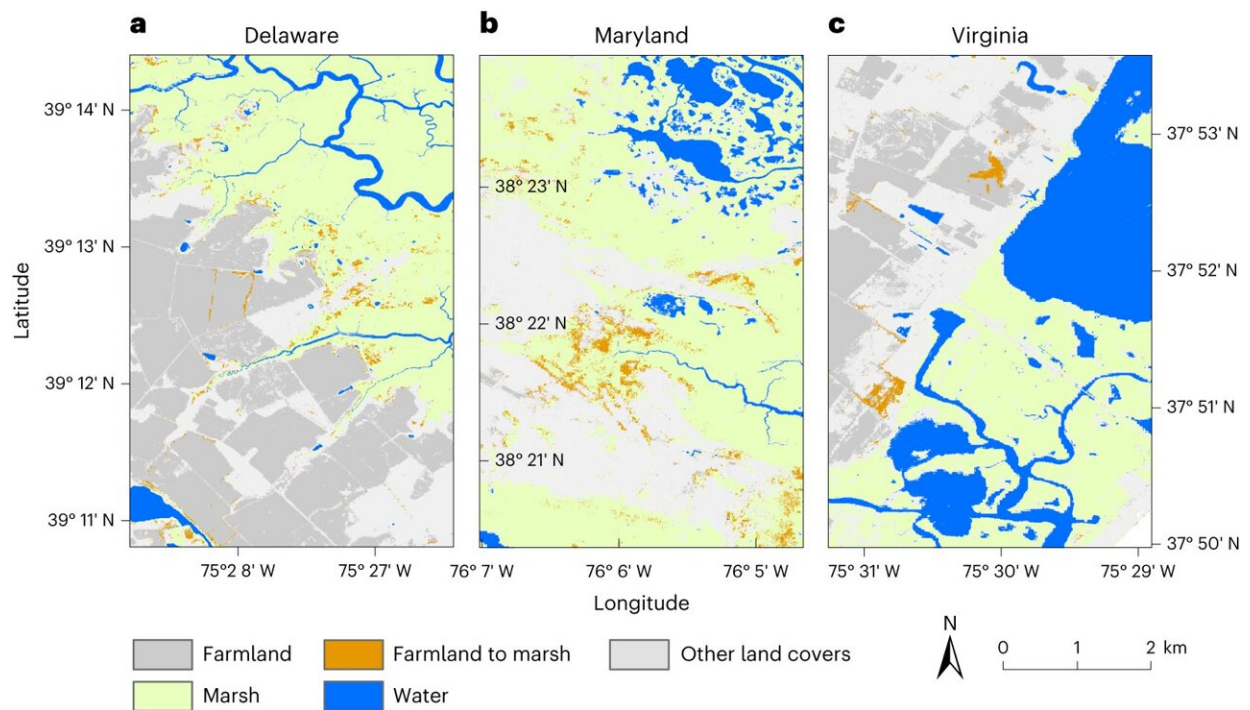 a
Delaware
b
Maryland
c
Virginia
39° 14' N
39° 13' N
39° 12' N
39° 11' N
Latitude
38° 23' N
38° 22' N
38° 21' N
37° 53' N
37° 52' N
37° 51' N
37° 50' N
75°2 8' W
75° 27' W
76° 7' W
76° 6' W
76° 5' W
75° 31' W
75° 30' W
75° 29' W
Longitude
Farmland
Farmland to marsh
Other land covers
Marsh
Water
N
0 1 2 km